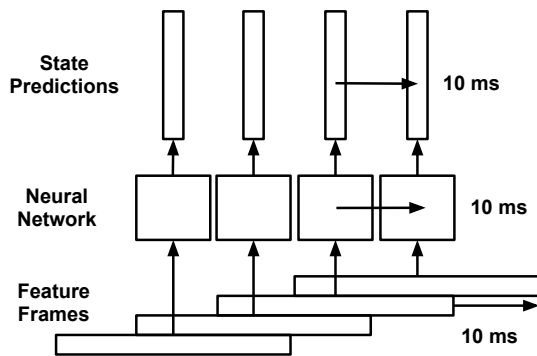 State
Predictions
10 ms
Neural
Network
10 ms
Feature
Frames
10 ms